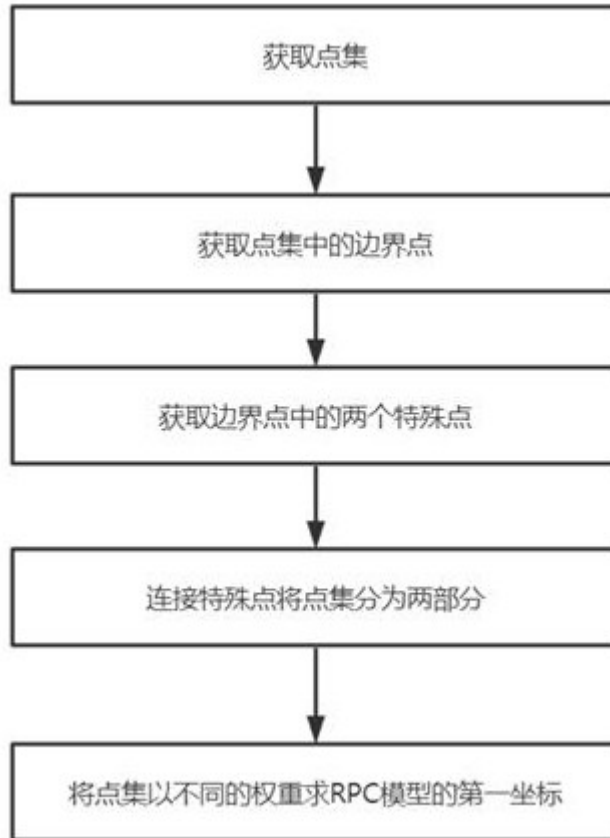 获取点集
获取点集中的边界点
获取边界点中的两个特殊点
连接特殊点将点集分为两部分
将点集以不同的权重求RPC模型的第一坐标